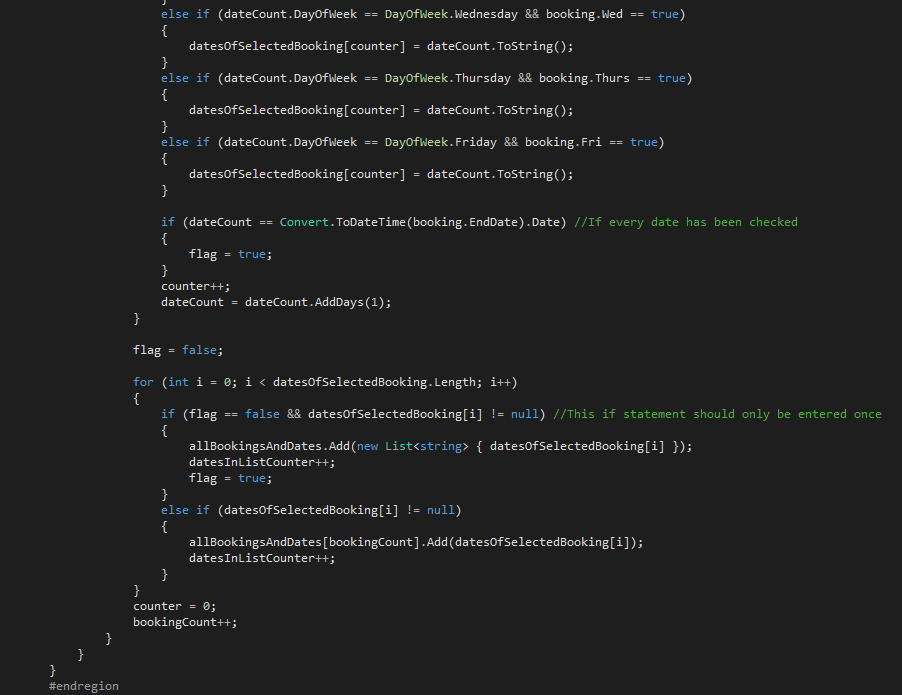 }
else if (dateCount.DayOfWeek == DayOfWeek.Wednesday && booking.Wed == true)
{
datesOfSelectedBooking[counter] = dateCount.ToString();
}
else if (dateCount.DayOfWeek == DayOfWeek.Thursday && booking.Thurs == true)
{
datesOfSelectedBooking[counter] = dateCount.ToString();
}
else if (dateCount.DayOfWeek == DayOfWeek.Friday && booking.Fri == true)
{
datesOfSelectedBooking[counter] = dateCount.ToString();
}
if (dateCount == Convert.ToDateTime(booking.EndDate).Date) //If every date has been checked
{
flag = true;
}
counter++;
dateCount = dateCount.AddDays(1);
}
flag = false;
for (int i = 0; i < datesOfSelectedBooking.Length; i++)
{
if (flag == false && datesOfSelectedBooking[i] != null) //This if statement should only be entered once
{
allBookingsAndDates.Add(new List<string> { datesOfSelectedBooking[i] });
datesInListCounter++;
flag = true;
}
else if (datesOfSelectedBooking[i] != null)
{
allBookingsAndDates[bookingCount].Add(datesOfSelectedBooking[i]);
datesInListCounter++;
}
}
counter = 0;
bookingCount++;
}
}
}
#endregion